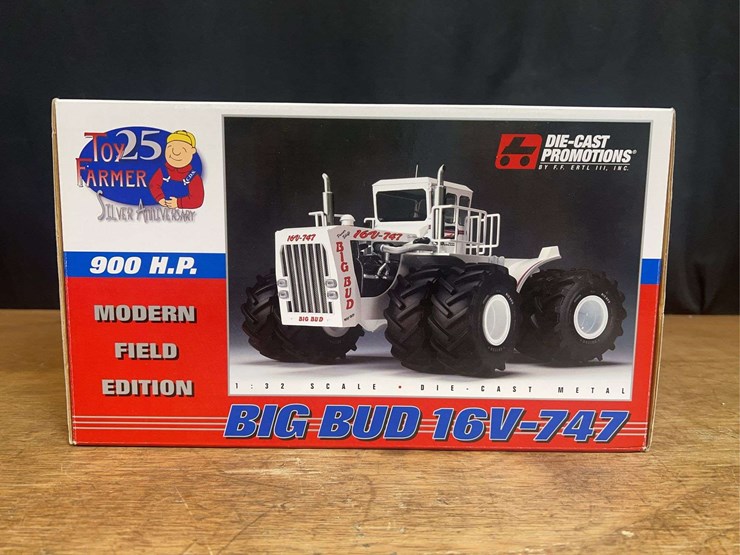 TOY 25
FARMER
SILVER ANNIVERSARY
900 H.P.
MODERN
FIELD
EDITION
DIE-CAST
PROMOTIONS®
BY F.F. ERTL III, INC.
16V-747
16V-747
BIG BUD
BIG BUD
1:32 SCALE • DIE-CAST METAL
BIG BUD 16V-747